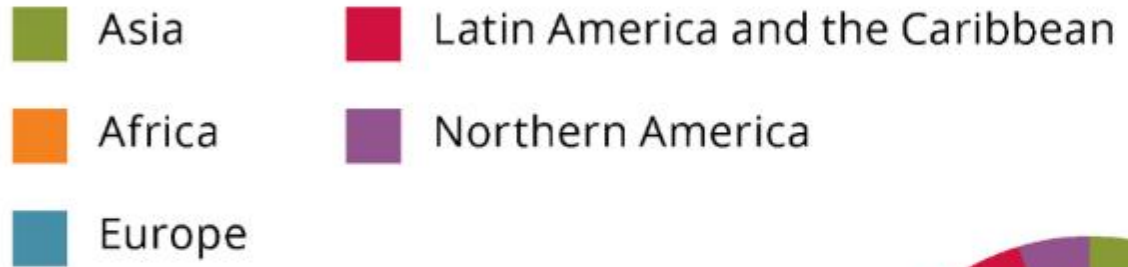 Asia
Latin America and the Caribbean
Africa
Northern America
Europe